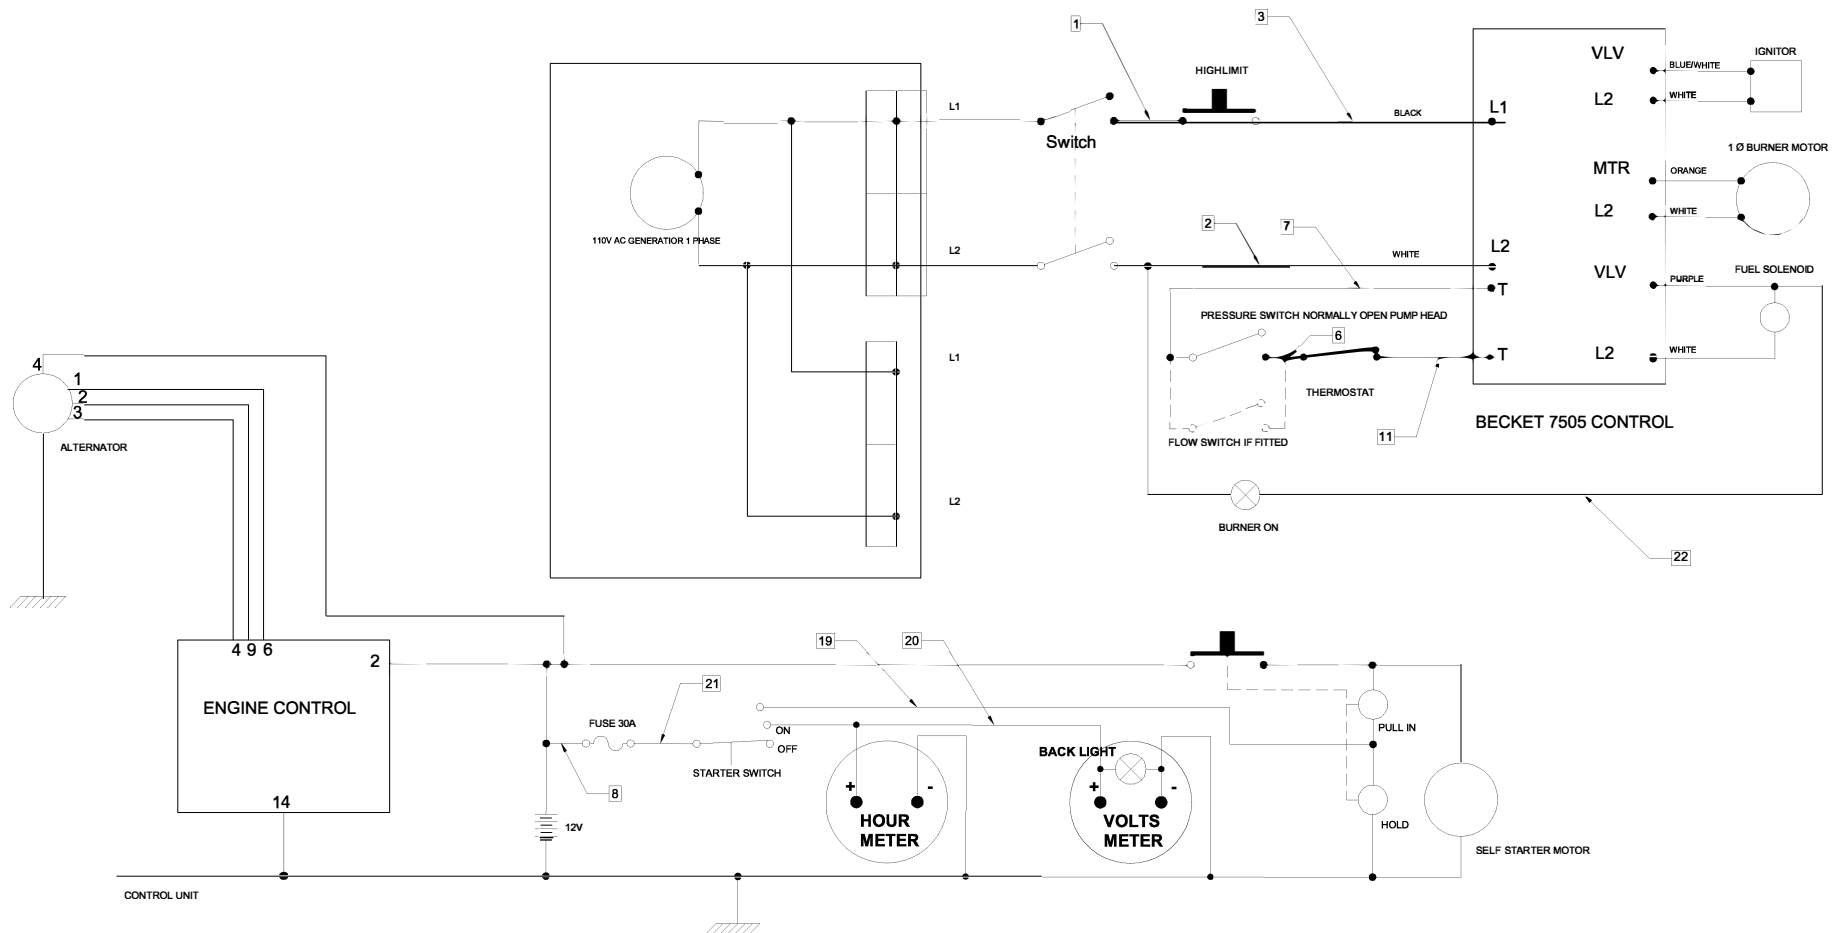 1
3
HIGHLIMIT
VLV
IGNITOR
BLUE/WHITE
L2
WHITE
L1
BLACK
L1
Switch
1 Ø BURNER MOTOR
MTR
ORANGE
L2
WHITE
110V AC GENERATIOR 1 PHASE
2
7
L2
WHITE
L2
VLV
PURPLE
FUEL SOLENOID
T
PRESSURE SWITCH NORMALLY OPEN PUMP HEAD
6
L1
T
L2
WHITE
THERMOSTAT
4
1
2
3
ALTERNATOR
11
BECKET 7505 CONTROL
FLOW SWITCH IF FITTED
L2
BURNER ON
22
4 9 6
2
ENGINE CONTROL
14
19
20
21
FUSE 30A
ON
OFF
STARTER SWITCH
8
12V
BACK LIGHT
PULL IN
+
-
HOUR
METER
+
-
VOLTS
METER
HOLD
SELF STARTER MOTOR
CONTROL UNIT